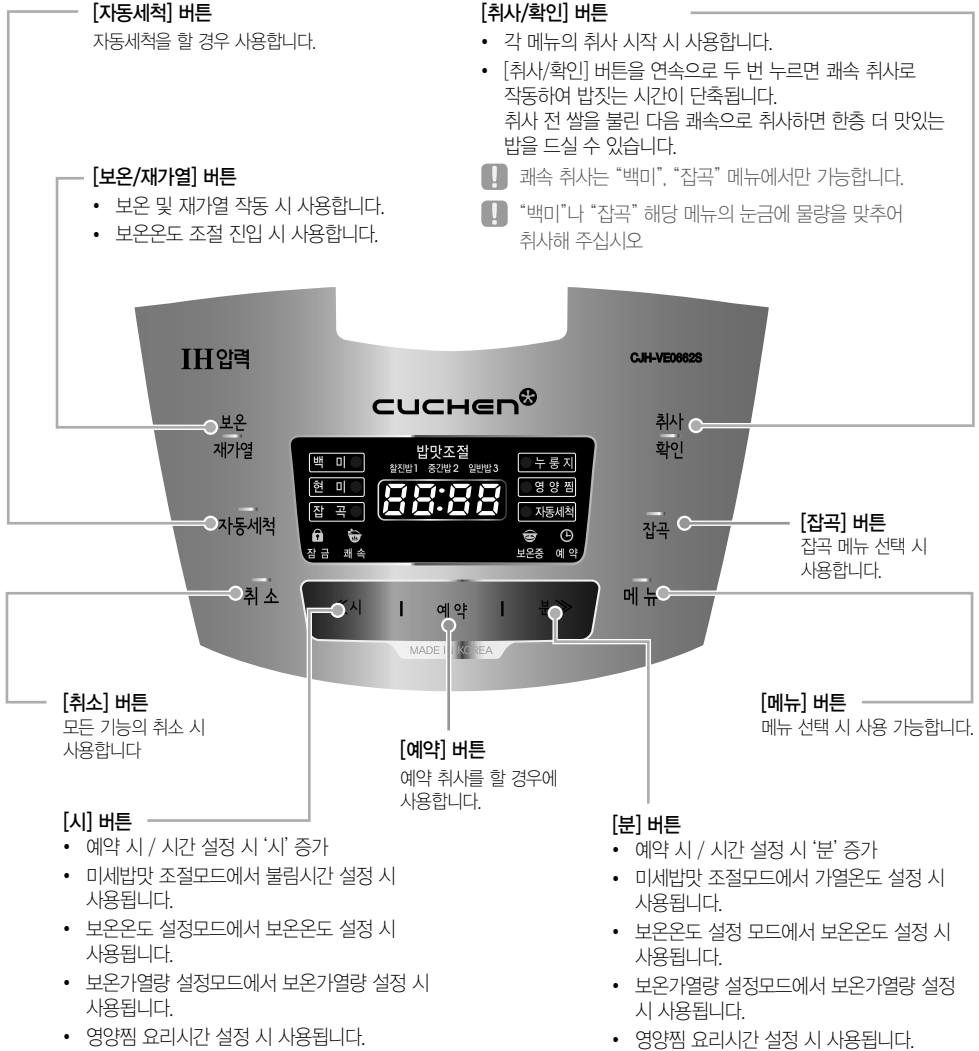 [자동세척] 버튼
자동세척을 할 경우 사용합니다.
[취사/확인] 버튼
• 각 메뉴의 취사 시작 시 사용합니다.
• [취사/확인] 버튼을 연속으로 두 번 누르면 쾌속 취사로
작동하여 밥짓는 시간이 단축됩니다.
취사 전 쌀을 불린 다음 쾌속으로 취사하면 한층 더 맛있는
밥을 드실 수 있습니다.
! 쾌속 취사는 “백미”, “잡곡” 메뉴에서만 가능합니다.
! “백미”나 “잡곡” 해당 메뉴의 눈금에 물량을 맞추어
취사해 주십시오
[보온/재가열] 버튼
• 보온 및 재가열 작동 시 사용합니다.
• 보온온도 조절 진입 시 사용합니다.
IH압력
CJH-VE0662S
CUCHEN
보온
재가열
취사
확인
밥맛조절
찰진밥1 중간밥2 일반밥3
백 미
현 미
잡 곡
88:88
누룽지
영양찜
자동세척
잠금 쾌속
보온중 예약
자동세척
잡곡
취소
메뉴
≪시 | 예약 | 분≫
MADE IN KOREA
[잡곡] 버튼
잡곡 메뉴 선택 시
사용합니다.
[취소] 버튼
모든 기능의 취소 시
사용합니다
[예약] 버튼
예약 취사를 할 경우에
사용합니다.
[메뉴] 버튼
메뉴 선택 시 사용 가능합니다.
[시] 버튼
• 예약 시 / 시간 설정 시 ‘시’ 증가
• 미세밥맛 조절모드에서 불림시간 설정 시
사용됩니다.
• 보온온도 설정모드에서 보온온도 설정 시
사용됩니다.
• 보온가열량 설정모드에서 보온가열량 설정 시
사용됩니다.
• 영양찜 요리시간 설정 시 사용됩니다.
[분] 버튼
• 예약 시 / 시간 설정 시 ‘분’ 증가
• 미세밥맛 조절모드에서 가열온도 설정 시
사용됩니다.
• 보온온도 설정 모드에서 보온온도 설정 시
사용됩니다.
• 보온가열량 설정모드에서 보온가열량 설정
시 사용됩니다.
• 영양찜 요리시간 설정 시 사용됩니다.